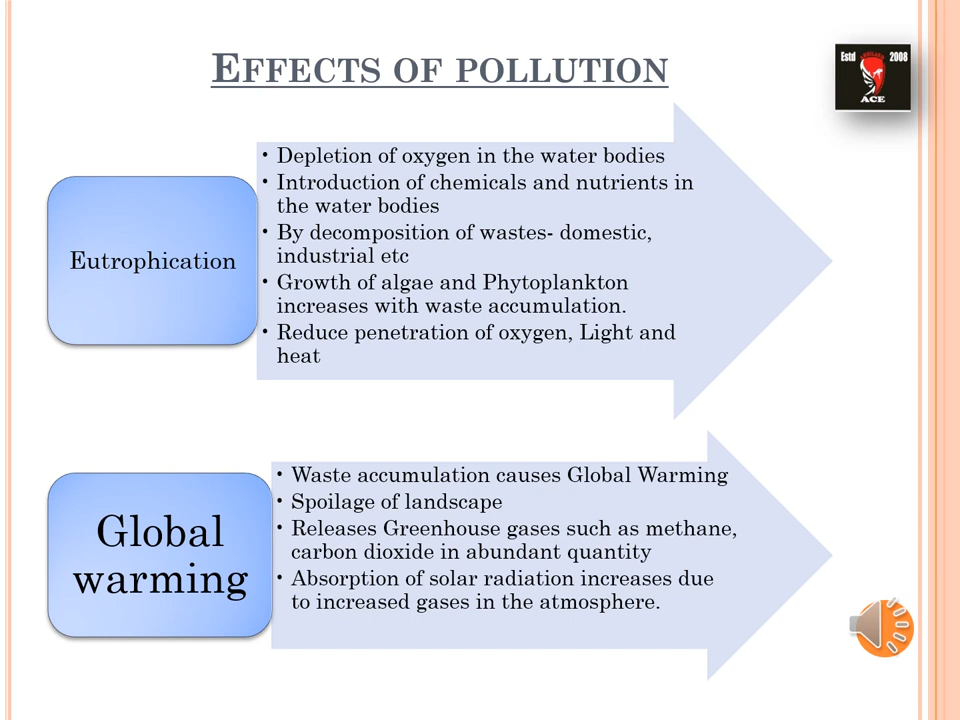 EFFECTS OF POLLUTION
Estd 2008
ACE
Eutrophication
• Depletion of oxygen in the water bodies
• Introduction of chemicals and nutrients in
the water bodies
• By decomposition of wastes- domestic,
industrial etc
• Growth of algae and Phytoplankton
increases with waste accumulation.
• Reduce penetration of oxygen, Light and
heat
Global
warming
• Waste accumulation causes Global Warming
• Spoilage of landscape
• Releases Greenhouse gases such as methane,
carbon dioxide in abundant quantity
• Absorption of solar radiation increases due
to increased gases in the atmosphere.